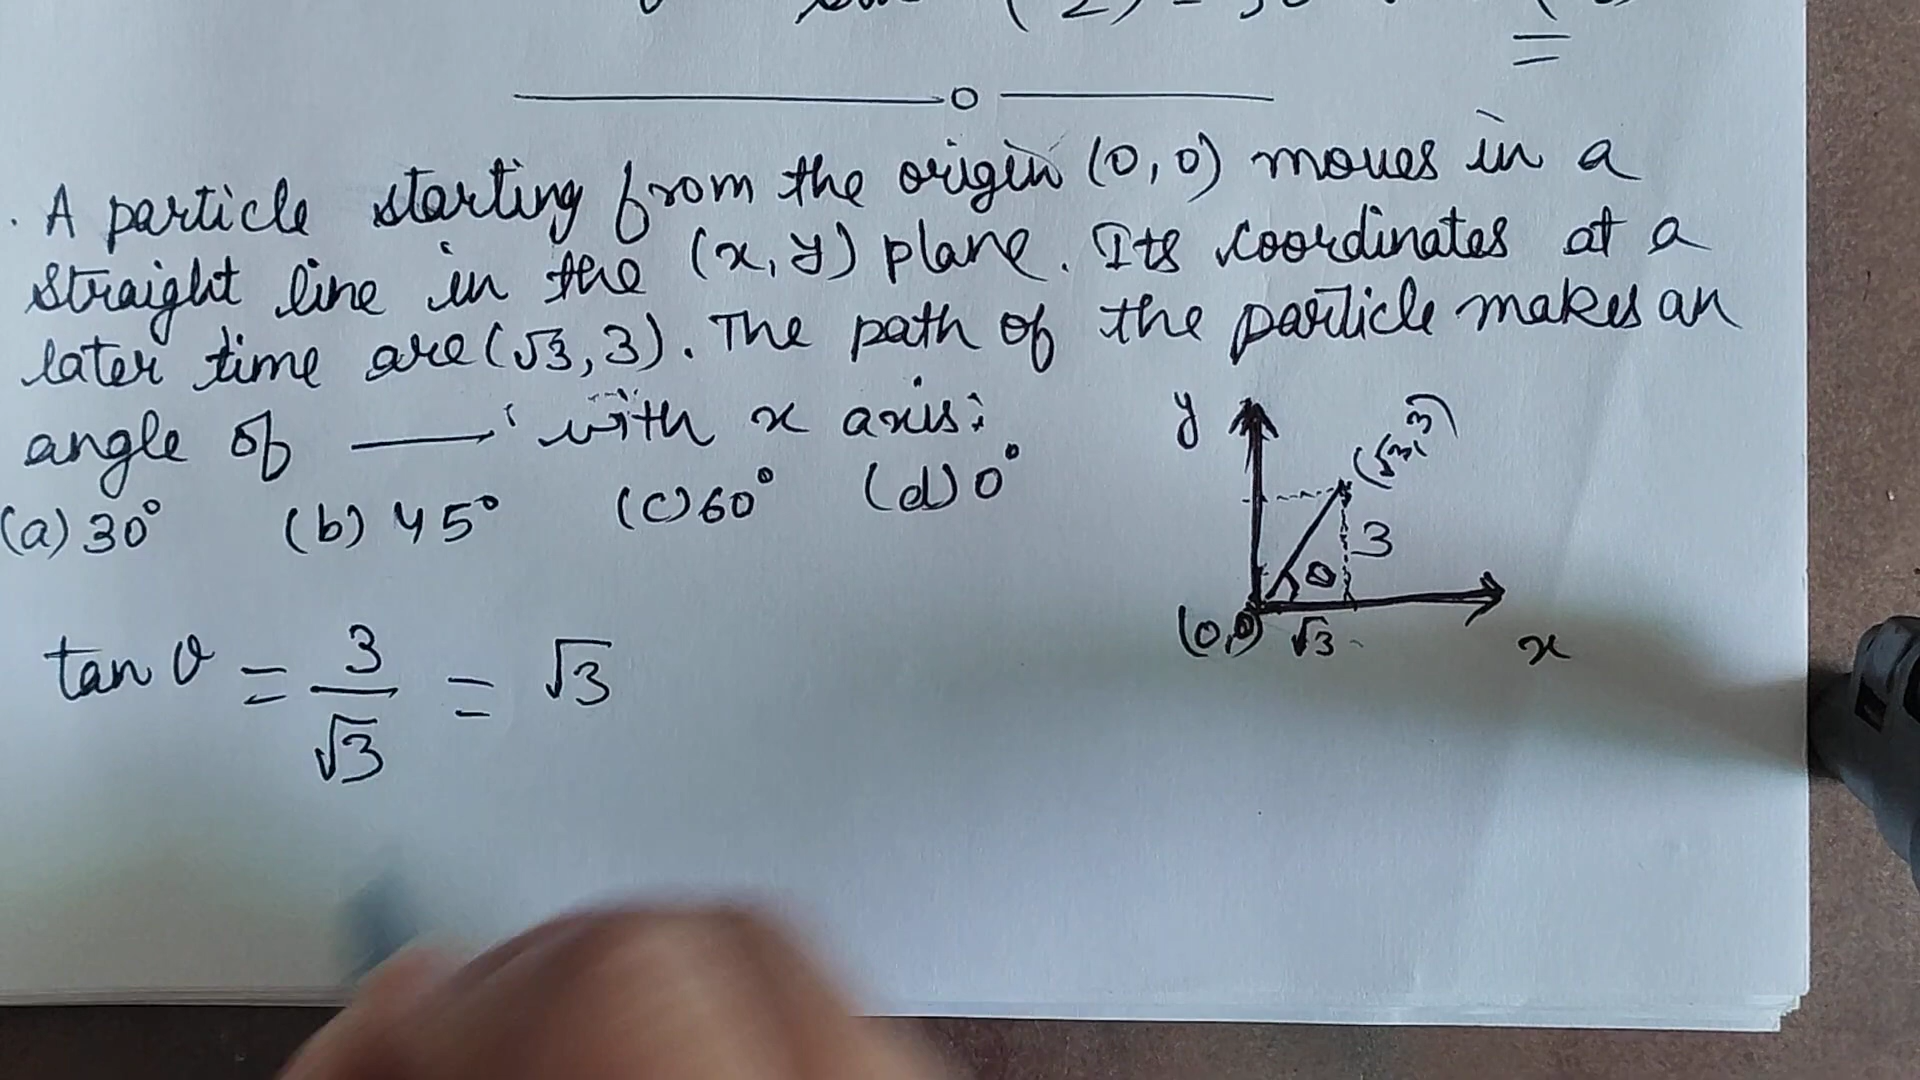 . A particle starting from the origin (0,0) moves in a
straight line in the (x,y) plane. Its coordinates at a
later time are (√3,3). The path of the particle makes an
angle of —— with x axis:
(a) 30° (b) 45° (c) 60° (d) 0°
y
(√3,3)
3
θ
(0,0) √3
x
tan θ = 3/√3 = √3